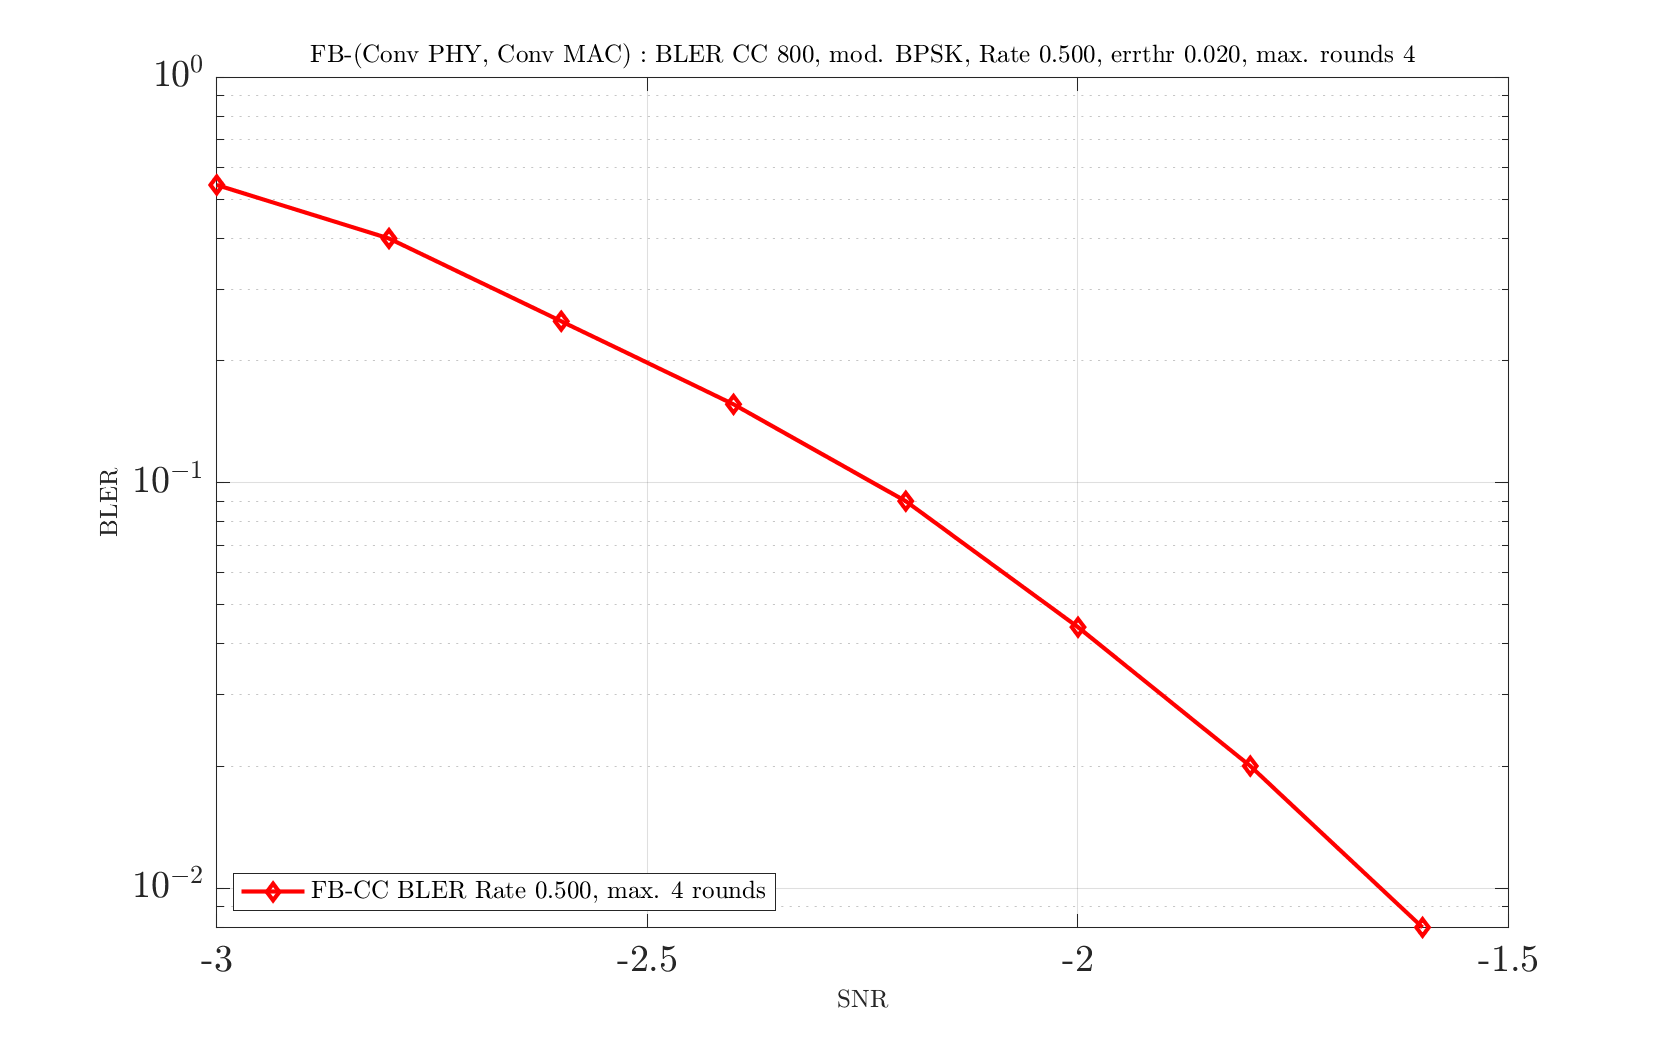 FB-(Conv PHY, Conv MAC) : BLER CC 800, mod. BPSK, Rate 0.500, errthr 0.020, max. rounds 4
10⁰
10⁻¹
10⁻²
BLER
FB-CC BLER Rate 0.500, max. 4 rounds
-3
-2.5
-2
-1.5
SNR